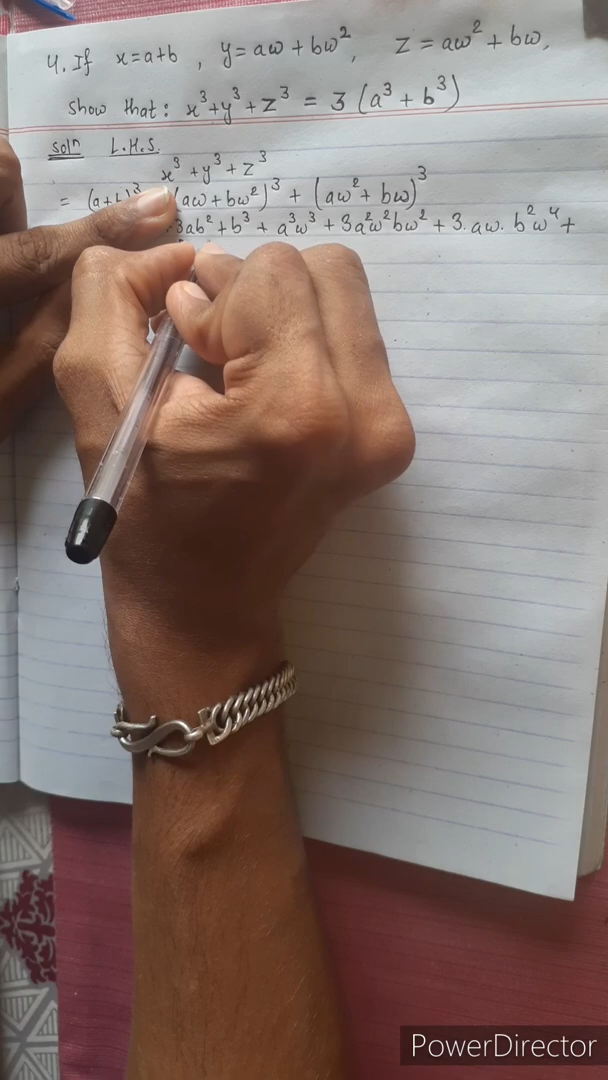 4. If x=a+b , y=aω+bω², z=aω²+bω,
show that: x³+y³+z³ = 3(a³+b³)
Solⁿ L.H.S.
x³+y³+z³
= (a+b)³ (aω+bω²)³ + (aω²+bω)³
3ab²+b³+a³ω³+3a²ω²bω²+3.aω.b²ω⁴+
PowerDirector